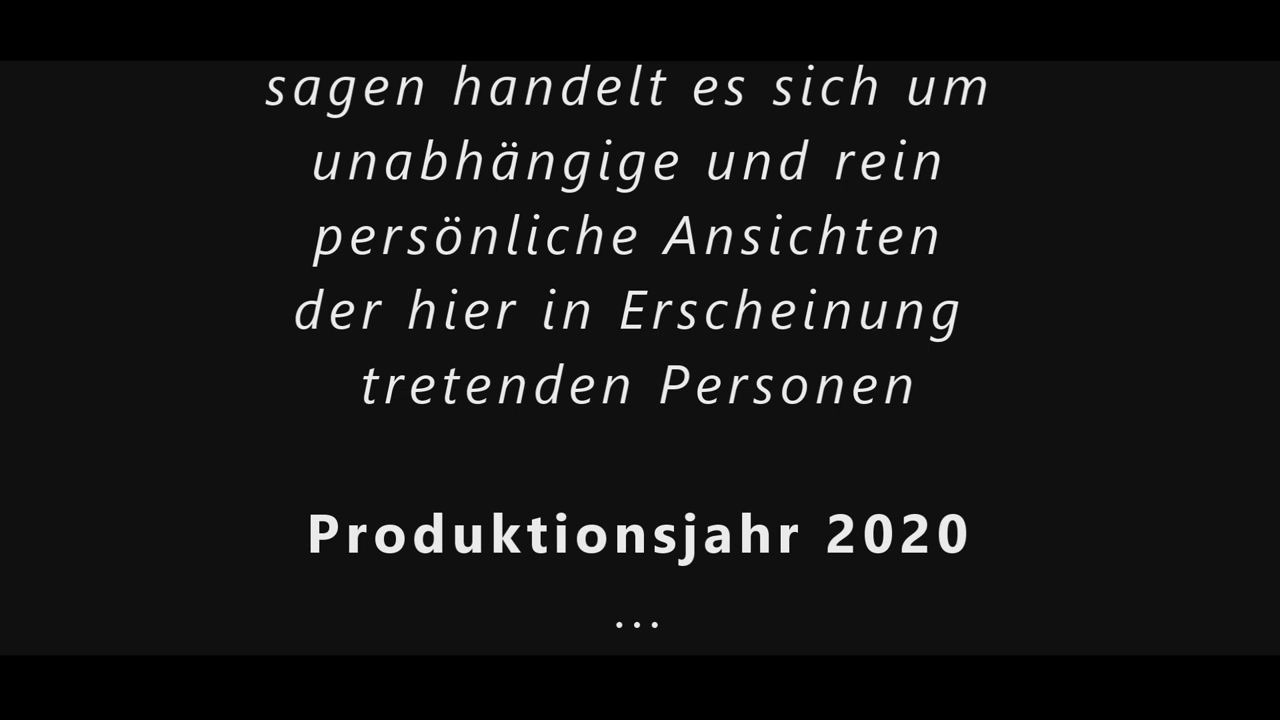 sagen handelt es sich um
unabhängige und rein
persönliche Ansichten
der hier in Erscheinung
tretenden Personen
Produktionsjahr 2020
...